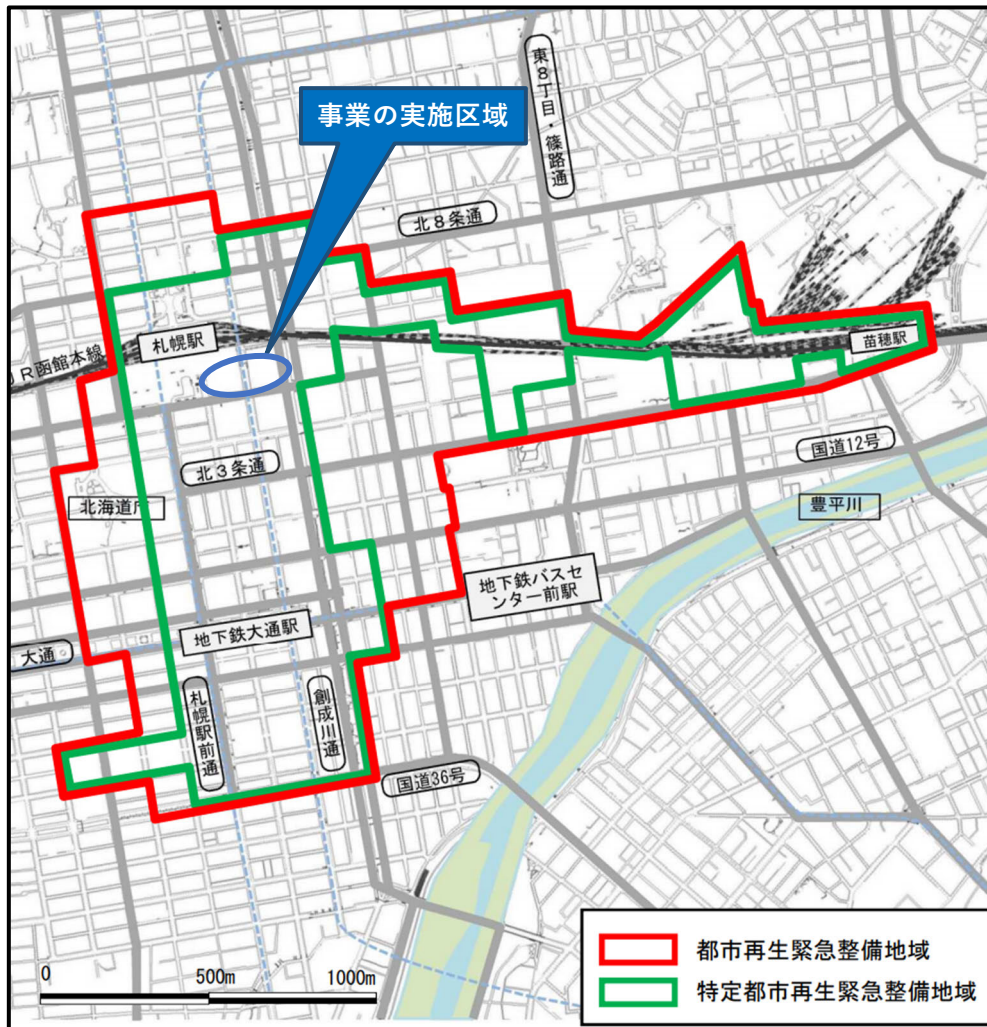 事業の実施区域
東8丁目・篠路通
北8条通
札幌駅
JR函館本線
苗穂駅
北3条通
国道12号
北海道庁
豊平川
地下鉄バスセ
ンター前駅
地下鉄大通駅
大通
札幌駅前通
創成川通
国道36号
0 500m 1000m
都市再生緊急整備地域
特定都市再生緊急整備地域